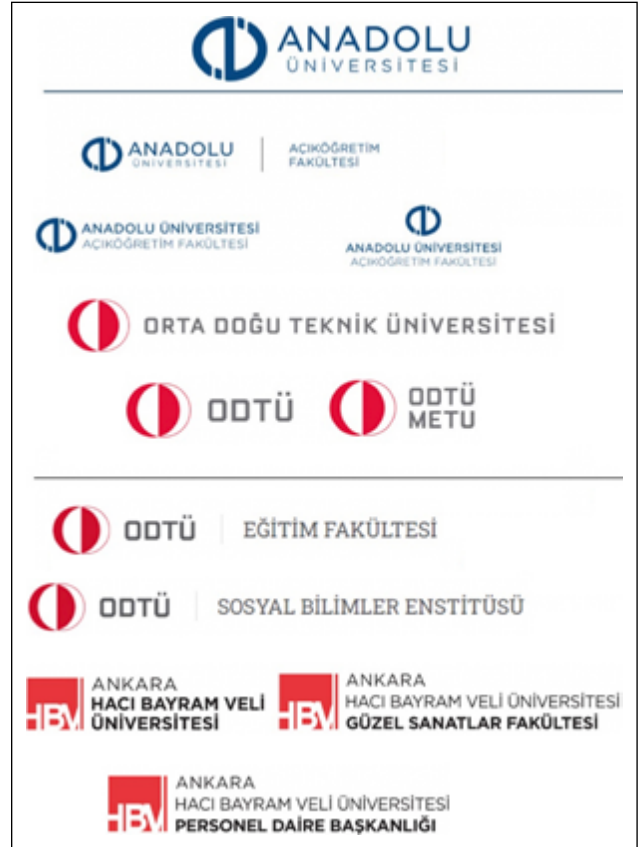 ANADOLU
ÜNİVERSİTESİ
ANADOLU
ÜNİVERSİTESİ
AÇIKÖĞRETİM
FAKÜLTESİ
ANADOLU ÜNİVERSİTESİ
AÇIKÖĞRETİM FAKÜLTESİ
ANADOLU ÜNİVERSİTESİ
AÇIKÖĞRETİM FAKÜLTESİ
ORTA DOĞU TEKNİK ÜNİVERSİTESİ
ODTÜ
ODTÜ
METU
ODTÜ EĞİTİM FAKÜLTESİ
ODTÜ SOSYAL BİLİMLER ENSTİTÜSÜ
HBV
ANKARA
HACI BAYRAM VELİ
ÜNİVERSİTESİ
HBV
ANKARA
HACI BAYRAM VELİ ÜNİVERSİTESİ
GÜZEL SANATLAR FAKÜLTESİ
HBV
ANKARA
HACI BAYRAM VELİ ÜNİVERSİTESİ
PERSONEL DAİRE BAŞKANLIĞI